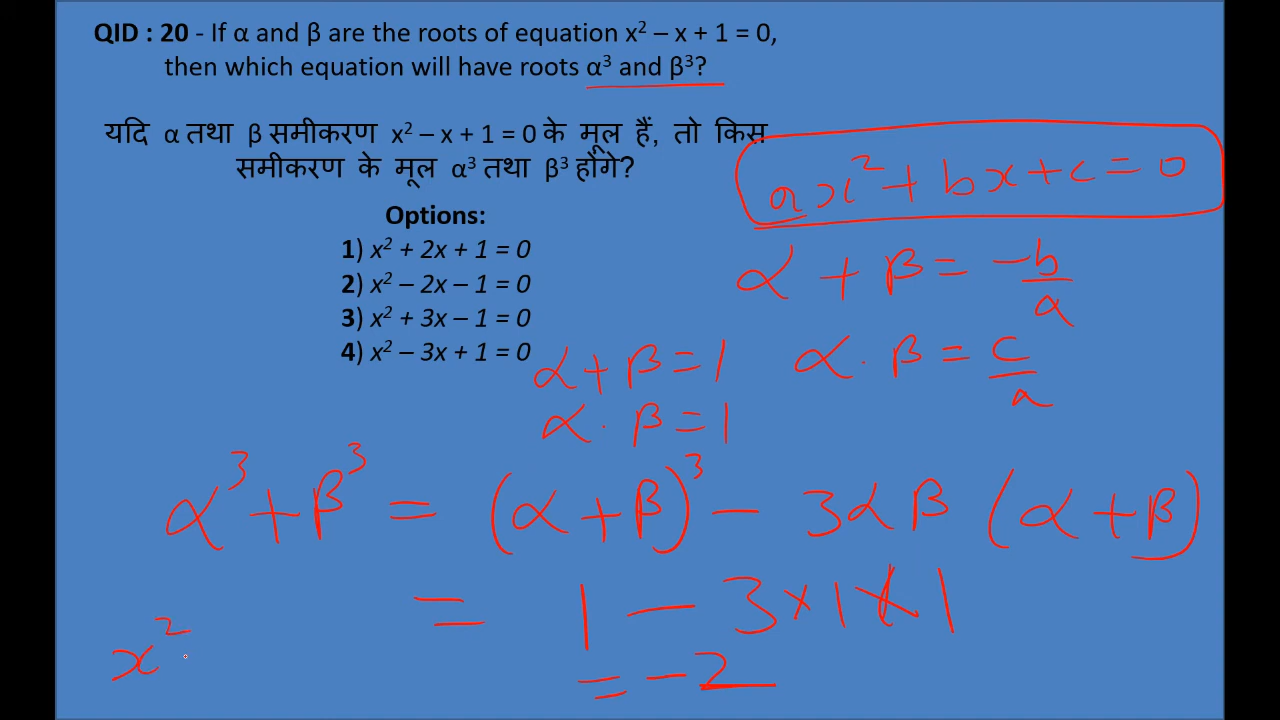 QID : 20 - If α and β are the roots of equation x² – x + 1 = 0,
then which equation will have roots α³ and β³?
यदि α तथा β समीकरण x² – x + 1 = 0 के मूल हैं, तो किस
समीकरण के मूल α³ तथा β³ होंगे?
ax² + bx + c = 0
Options:
1) x² + 2x + 1 = 0
2) x² – 2x – 1 = 0
3) x² + 3x – 1 = 0
4) x² – 3x + 1 = 0
α + β = -b/a
α . β = c/a
α + β = 1
α . β = 1
α³ + β³ = (α + β)³ - 3αβ (α + β)
= 1 - 3 × 1 × 1
= -2
x²